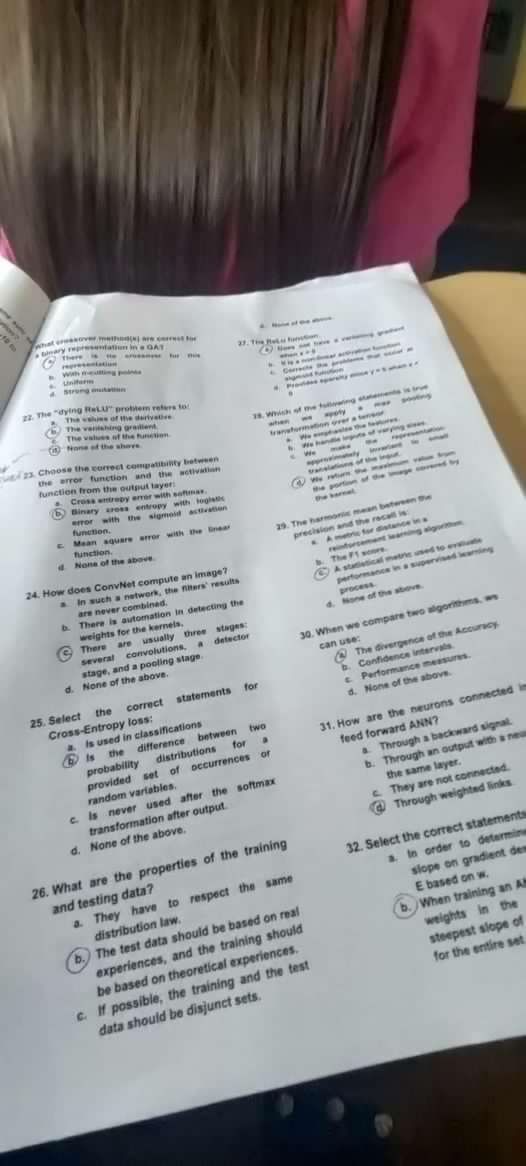 What crossover method(s) are correct for
a binary representation in a GA?
a. There is no crossover for this
representation
b. With n-cutting points
c. Uniform
d. Strong mutation
22. The "dying ReLU" problem refers to:
a. The values of the derivative.
b. The vanishing gradient.
c. The values of the function.
d. None of the above.
23. Choose the correct compatibility between
the error function and the activation
function from the output layer:
a. Cross entropy error with softmax.
b. Binary cross entropy with logistic
error with the sigmoid activation
function.
c. Mean square error with the linear
function.
d. None of the above.
24. How does ConvNet compute an image?
a. In such a network, the filters' results
are never combined.
b. There is automation in detecting the
weights for the kernels.
c. There are usually three stages:
several convolutions, a detector
stage, and a pooling stage.
d. None of the above.
25. Select the correct statements for
Cross-Entropy loss:
a. Is used in classifications
b. Is the difference between two
probability distributions for a
provided set of occurrences or
random variables.
c. Is never used after the softmax
transformation after output.
d. None of the above.
26. What are the properties of the training
and testing data?
a. They have to respect the same
distribution law.
b. The test data should be based on real
experiences, and the training should
be based on theoretical experiences.
c. If possible, the training and the test
data should be disjunct sets.
d. None of the above.
27. The ReLu function:
a. Does not have a vanishing gradient
when x > 0
b. It is a non-linear activation function
c. Corrects the problems that occur at
sigmoid function
d. Provides sparsity since y = 0 when x <
0
28. Which of the following statements is true
when we apply a max pooling
transformation over a tensor:
a. We emphasize the features.
b. We handle inputs of varying sizes.
c. We make the representation
approximately invariant to small
translations of the input.
d. We return the maximum value from
the portion of the image covered by
the kernel.
29. The harmonic mean between the
precision and the recall is:
a. A metric for distance in a
reinforcement learning algorithm.
b. The F1 score.
c. A statistical metric used to evaluate
performance in a supervised learning
process.
d. None of the above.
30. When we compare two algorithms, we
can use:
a. The divergence of the Accuracy.
b. Confidence intervals.
c. Performance measures.
d. None of the above.
31. How are the neurons connected in
feed forward ANN?
a. Through a backward signal.
b. Through an output with a neu
the same layer.
c. They are not connected.
d. Through weighted links.
32. Select the correct statements
a. In order to determine
slope on gradient des
E based on w.
b. When training an AN
weights in the
steepest slope of
for the entire set